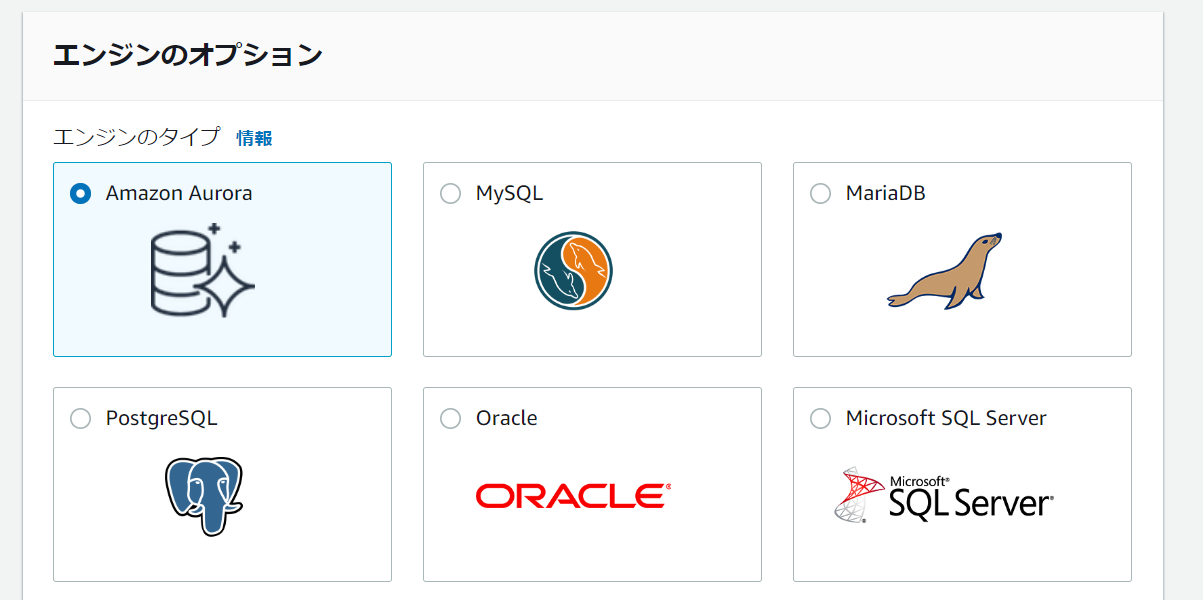 エンジンのオプション
エンジンのタイプ 情報
Amazon Aurora
MySQL
MariaDB
PostgreSQL
Oracle
Microsoft SQL Server
ORACLE®
Microsoft®
SQL Server®